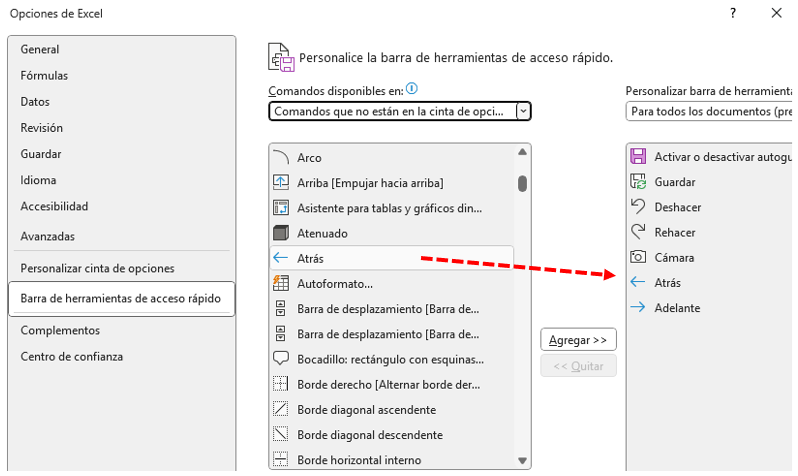 Opciones de Excel
?
General
Fórmulas
Datos
Revisión
Guardar
Idioma
Accesibilidad
Avanzadas
Personalizar cinta de opciones
Barra de herramientas de acceso rápido
Complementos
Centro de confianza
Personalice la barra de herramientas de acceso rápido.
Comandos disponibles en:
Comandos que no están en la cinta de opci...
Arco
Arriba [Empujar hacia arriba]
Asistente para tablas y gráficos din...
Atenuado
Atrás
Autoformato...
Barra de desplazamiento [Barra de...
Barra de desplazamiento [Barra de...
Bocadillo: rectángulo con esquinas...
Borde derecho [Alternar borde der...
Borde diagonal ascendente
Borde diagonal descendente
Borde horizontal interno
Agregar >>
<< Quitar
Personalizar barra de herramienta
Para todos los documentos (pre
Activar o desactivar autogu
Guardar
Deshacer
Rehacer
Cámara
Atrás
Adelante